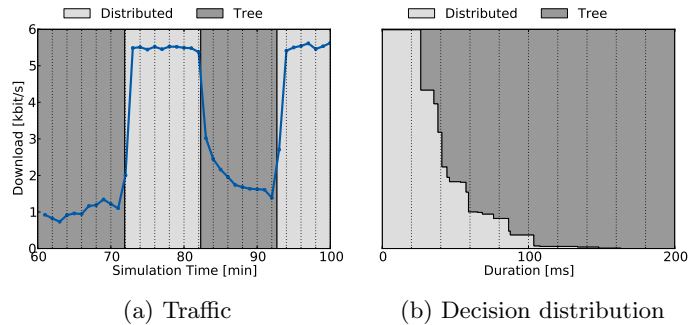 Distributed Tree
Distributed Tree
6
5
4
3
2
1
0
Download [kbit/s]
60 70 80 90 100
Simulation Time [min]
0 100 200
Duration [ms]
(a) Traffic
(b) Decision distribution